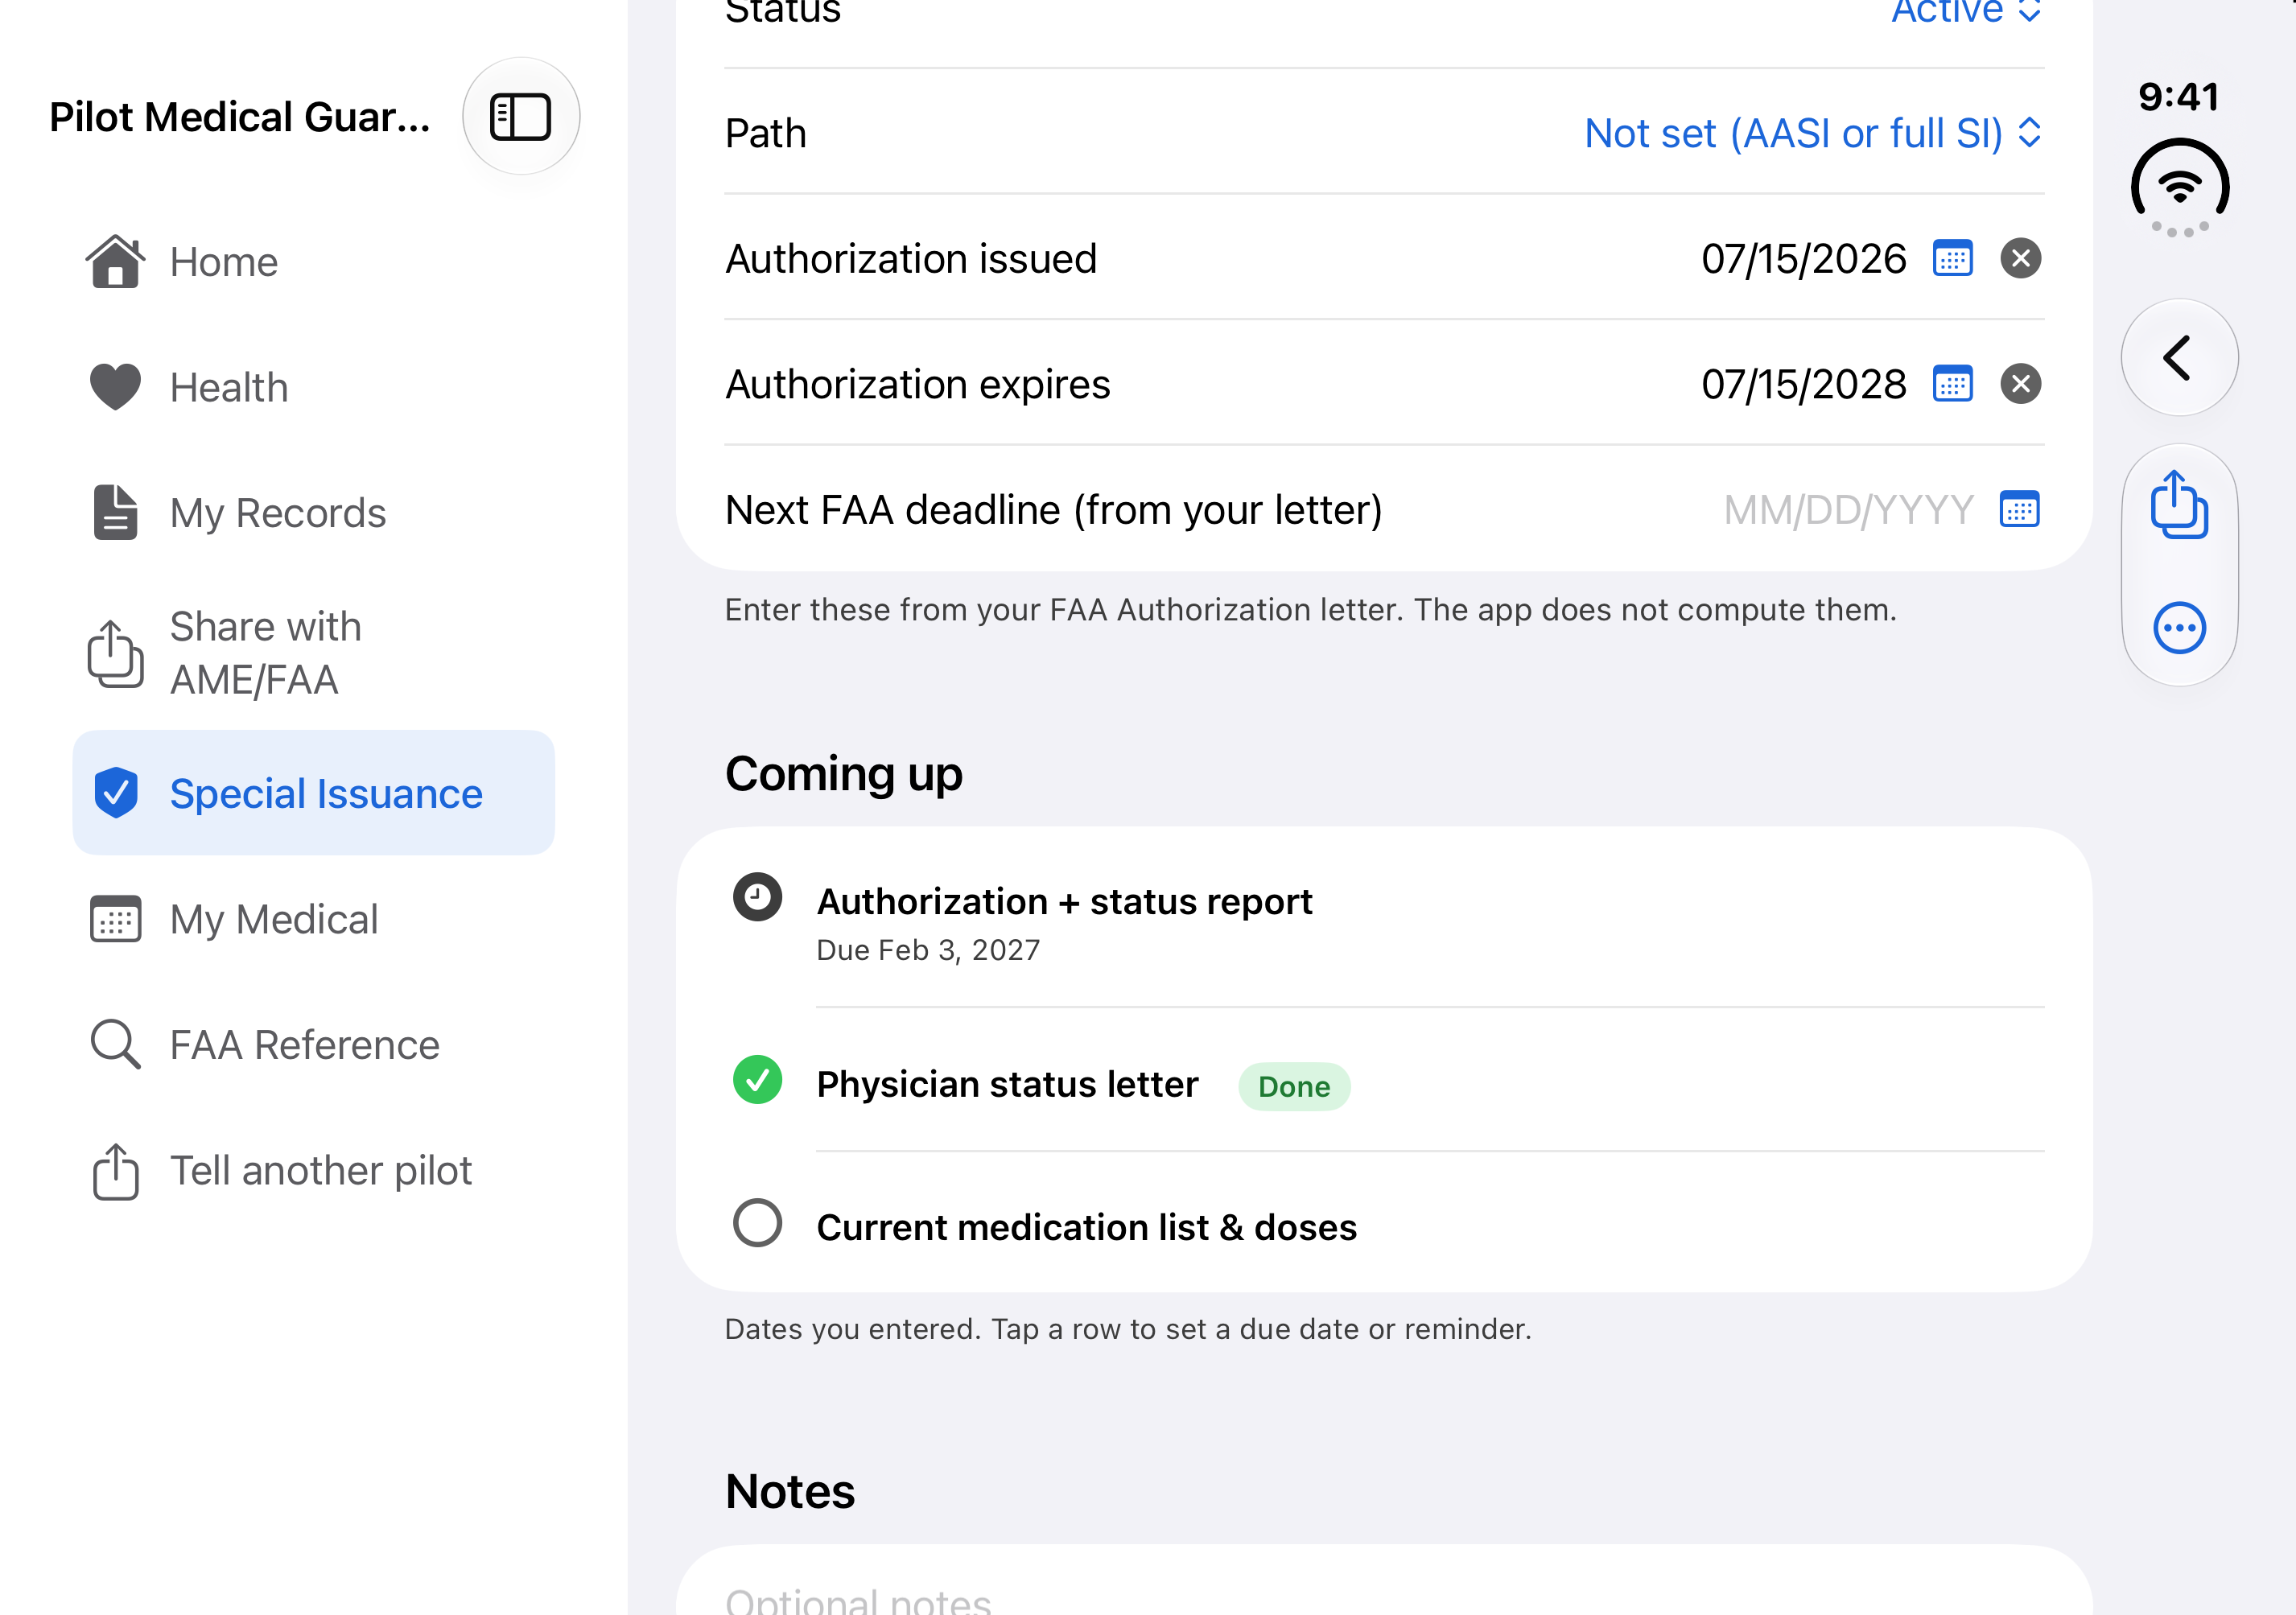 Pilot Medical Guar...
Home
Health
My Records
Share with
AME/FAA
Special Issuance
My Medical
FAA Reference
Tell another pilot
Status
Active
Path
Not set (AASI or full SI)
Authorization issued
07/15/2026
Authorization expires
07/15/2028
Next FAA deadline (from your letter)
MM/DD/YYYY
Enter these from your FAA Authorization letter. The app does not compute them.
Coming up
Authorization + status report
Due Feb 3, 2027
Physician status letter
Done
Current medication list & doses
Dates you entered. Tap a row to set a due date or reminder.
Notes
Optional notes
9:41